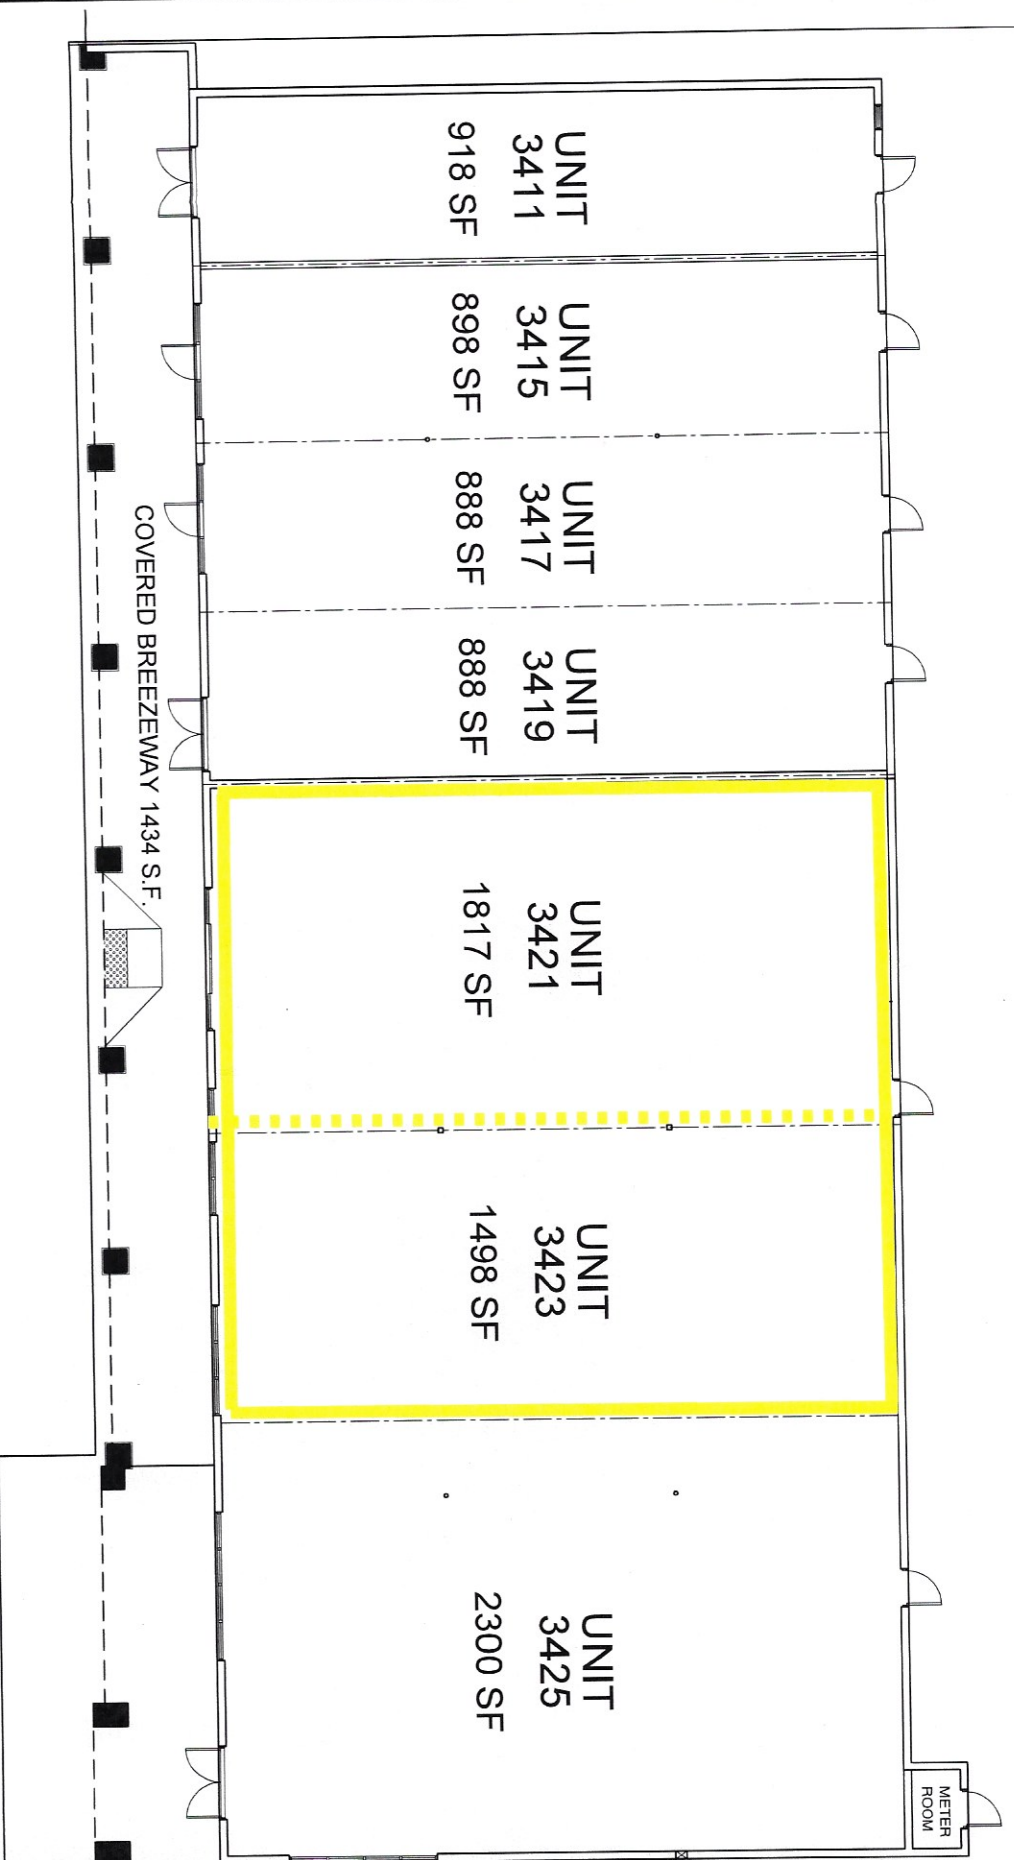 UNIT
3411
918 SF
UNIT
3415
898 SF
UNIT
3417
888 SF
UNIT
3419
888 SF
UNIT
3421
1817 SF
UNIT
3423
1498 SF
UNIT
3425
2300 SF
METER
ROOM
COVERED BREEZEWAY 1434 S.F.